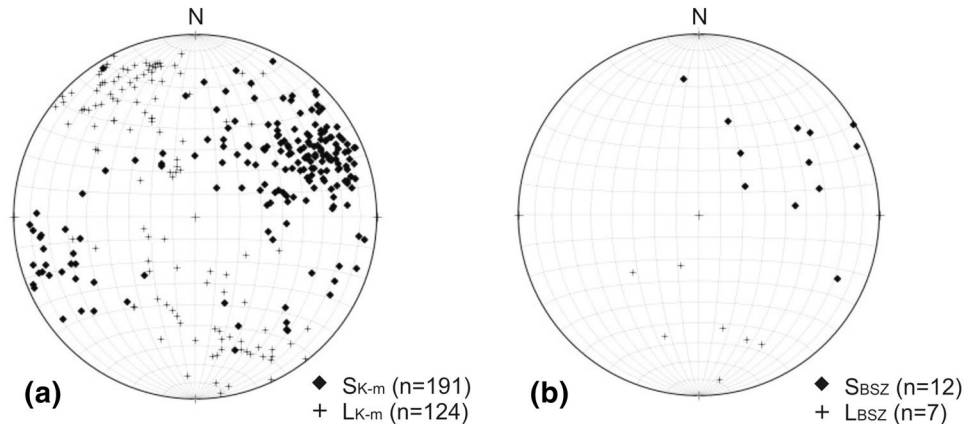 N
N
(a)
SK-m (n=191)
LK-m (n=124)
(b)
SBSZ (n=12)
LBSZ (n=7)